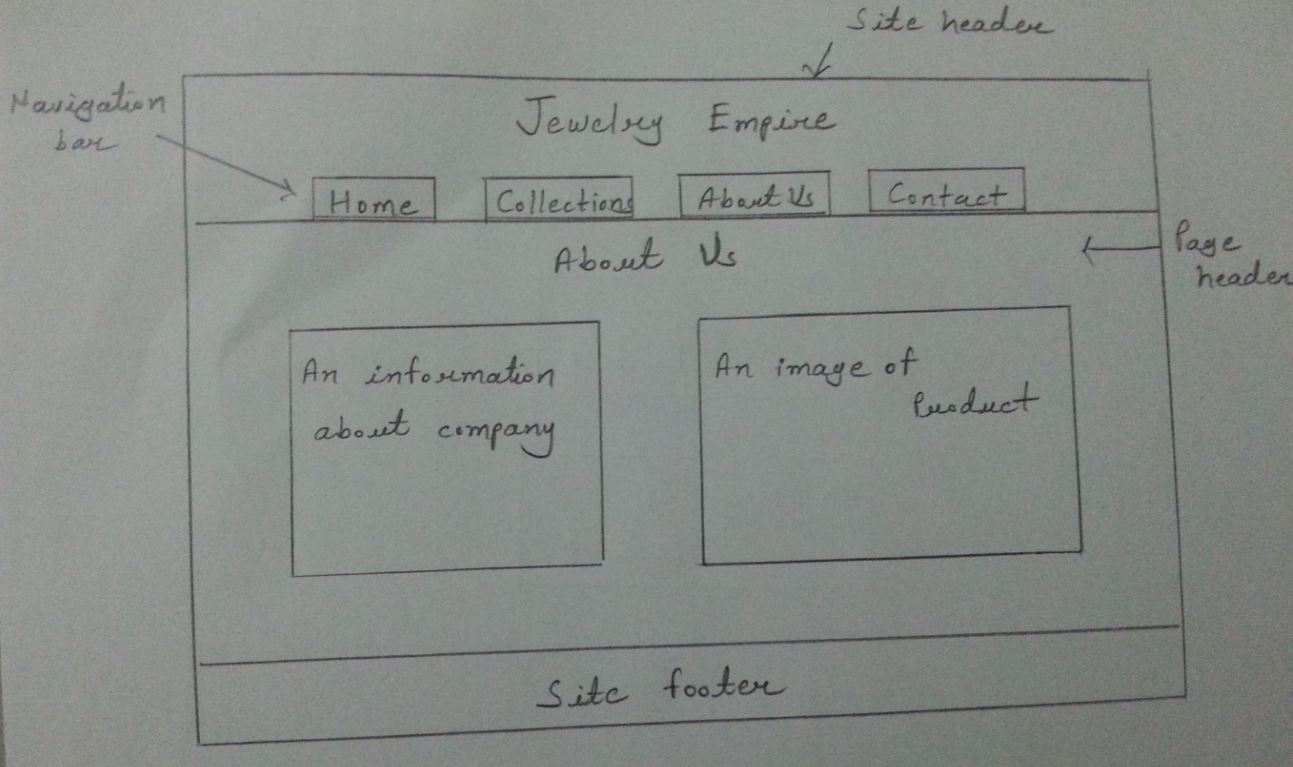 Site header
Navigation
bar
Jewelry Empire
Home Collections About Us Contact
About Us
Page
header
An information
about company
An image of
Product
Site footer